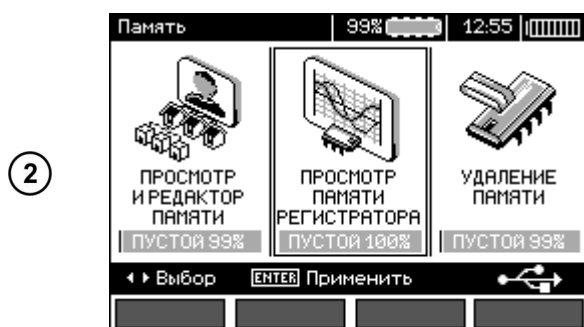 Память 99% 12:55
2
ПРОСМОТР
И РЕДАКТОР
ПАМЯТИ
ПУСТОЙ 99%
ПРОСМОТР
ПАМЯТИ
РЕГИСТРАТОРА
ПУСТОЙ 100%
УДАЛЕНИЕ
ПАМЯТИ
ПУСТОЙ 99%
Выбор ENTER Применить